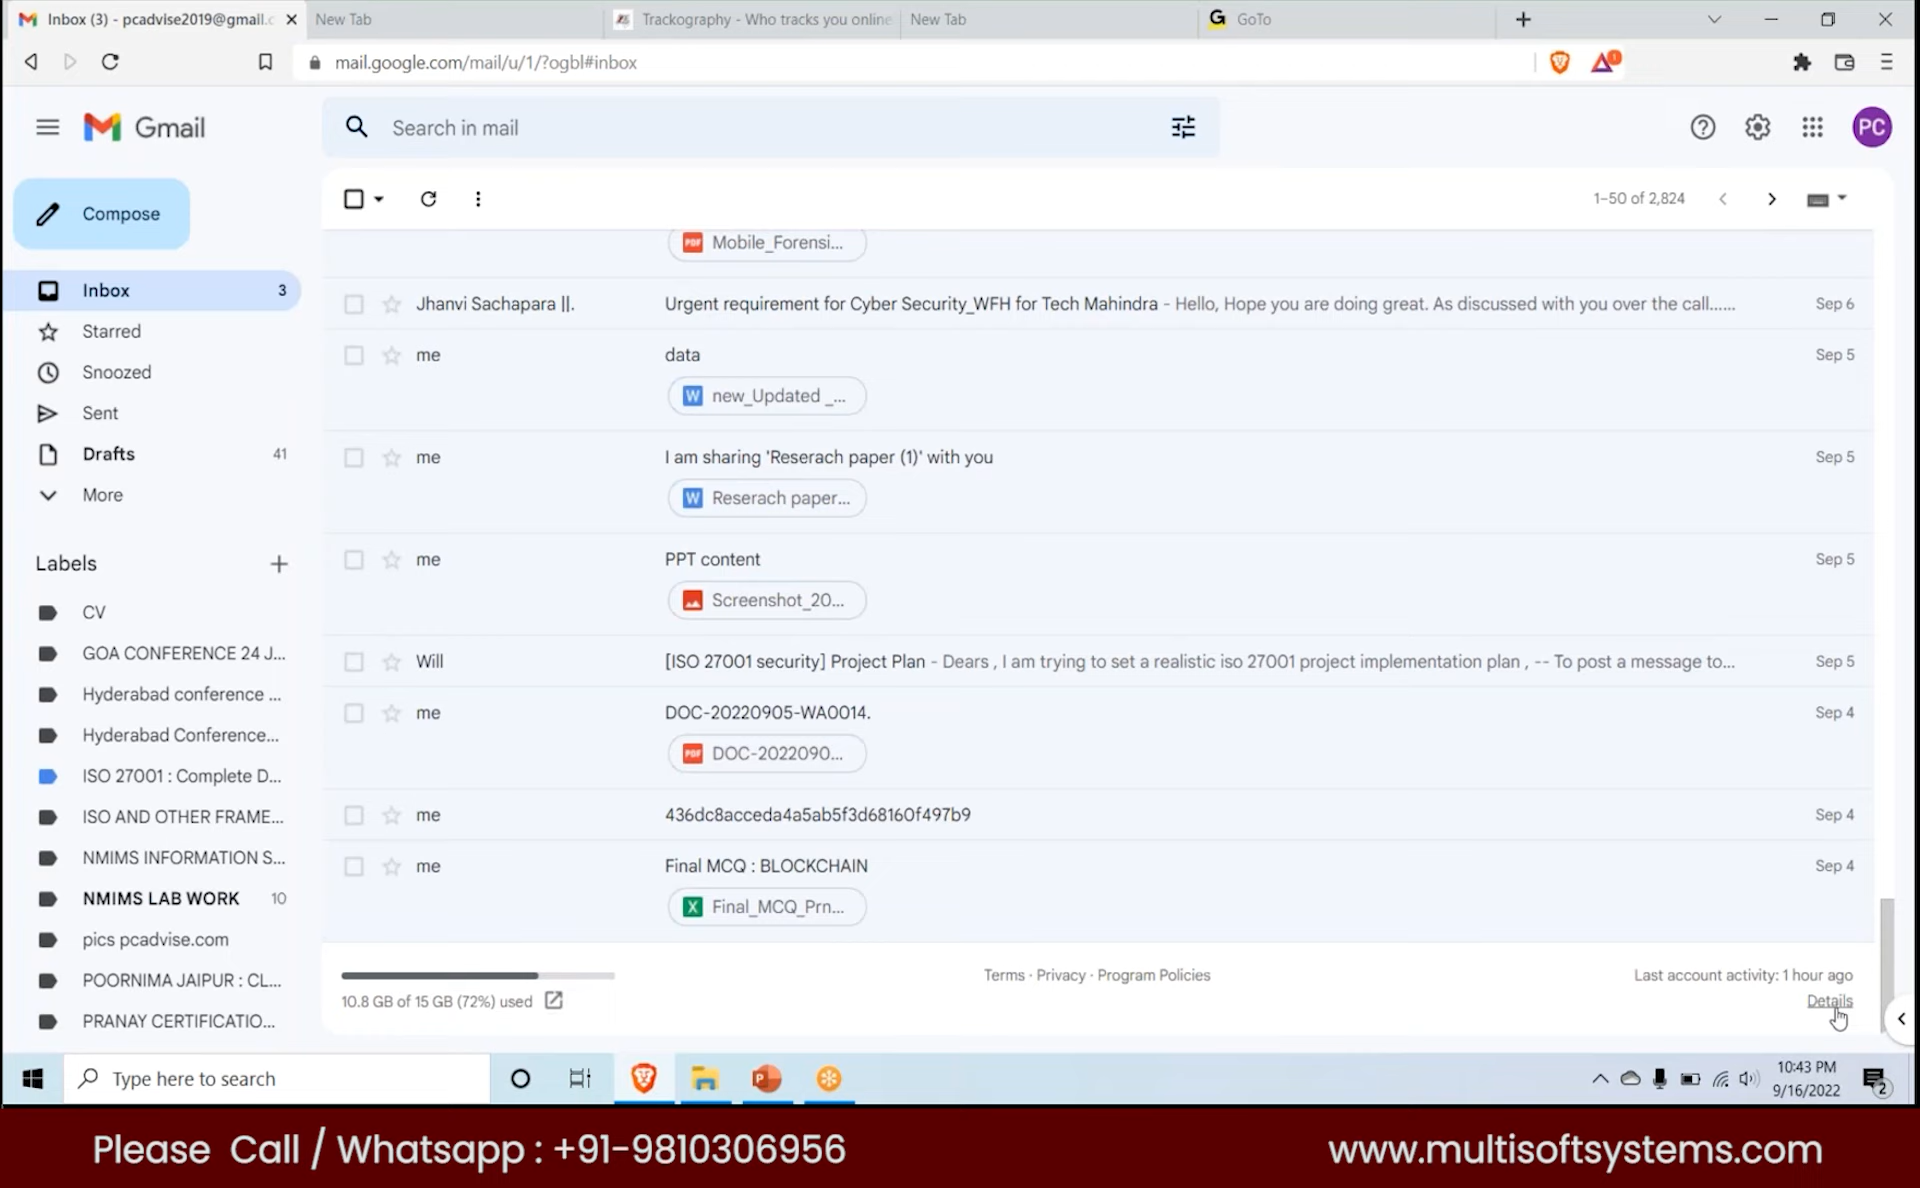 Inbox (3) - pcadvise2019@gmail.c
New Tab
Trackography - Who tracks you online
New Tab
GoTo
mail.google.com/mail/u/1/?ogbl#inbox
Gmail
Search in mail
PC
Compose
1-50 of 2,824
Mobile_Forensi...
Inbox 3
Jhanvi Sachapara ||. Urgent requirement for Cyber Security_WFH for Tech Mahindra - Hello, Hope you are doing great. As discussed with you over the call...... Sep 6
Starred
me data Sep 5
Snoozed
new_Updated _...
Sent
Drafts 41
me I am sharing 'Reserach paper (1)' with you Sep 5
More
Reserach paper...
Labels
me PPT content Sep 5
Screenshot_20...
CV
GOA CONFERENCE 24 J...
Will [ISO 27001 security] Project Plan - Dears , I am trying to set a realistic iso 27001 project implementation plan , -- To post a message to... Sep 5
Hyderabad conference ...
me DOC-20220905-WA0014. Sep 4
Hyderabad Conference...
DOC-2022090...
ISO 27001 : Complete D...
ISO AND OTHER FRAME...
me 436dc8acceda4a5ab5f3d68160f497b9 Sep 4
NMIMS INFORMATION S...
me Final MCQ : BLOCKCHAIN Sep 4
NMIMS LAB WORK 10
Final_MCQ_Prn...
pics pcadvise.com
POORNIMA JAIPUR : CL...
Terms · Privacy · Program Policies
Last account activity: 1 hour ago
10.8 GB of 15 GB (72%) used
Details
PRANAY CERTIFICATIO...
Type here to search
10:43 PM
9/16/2022
2
Please Call / Whatsapp : +91-9810306956
www.multisoftsystems.com